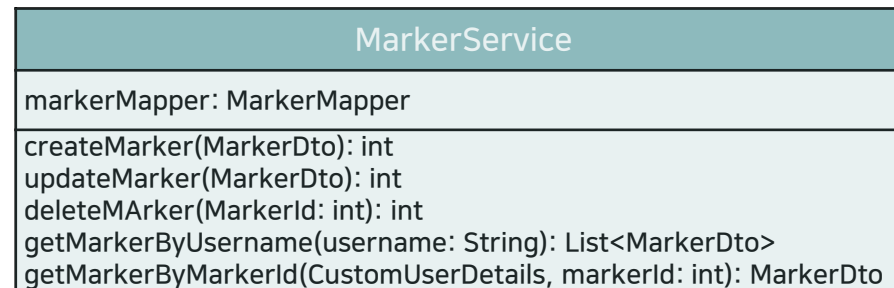 MarkerService
markerMapper: MarkerMapper
createMarker(MarkerDto): int
updateMarker(MarkerDto): int
deleteMArker(MarkerId: int): int
getMarkerByUsername(username: String): List<MarkerDto>
getMarkerByMarkerId(CustomUserDetails, markerId: int): MarkerDto